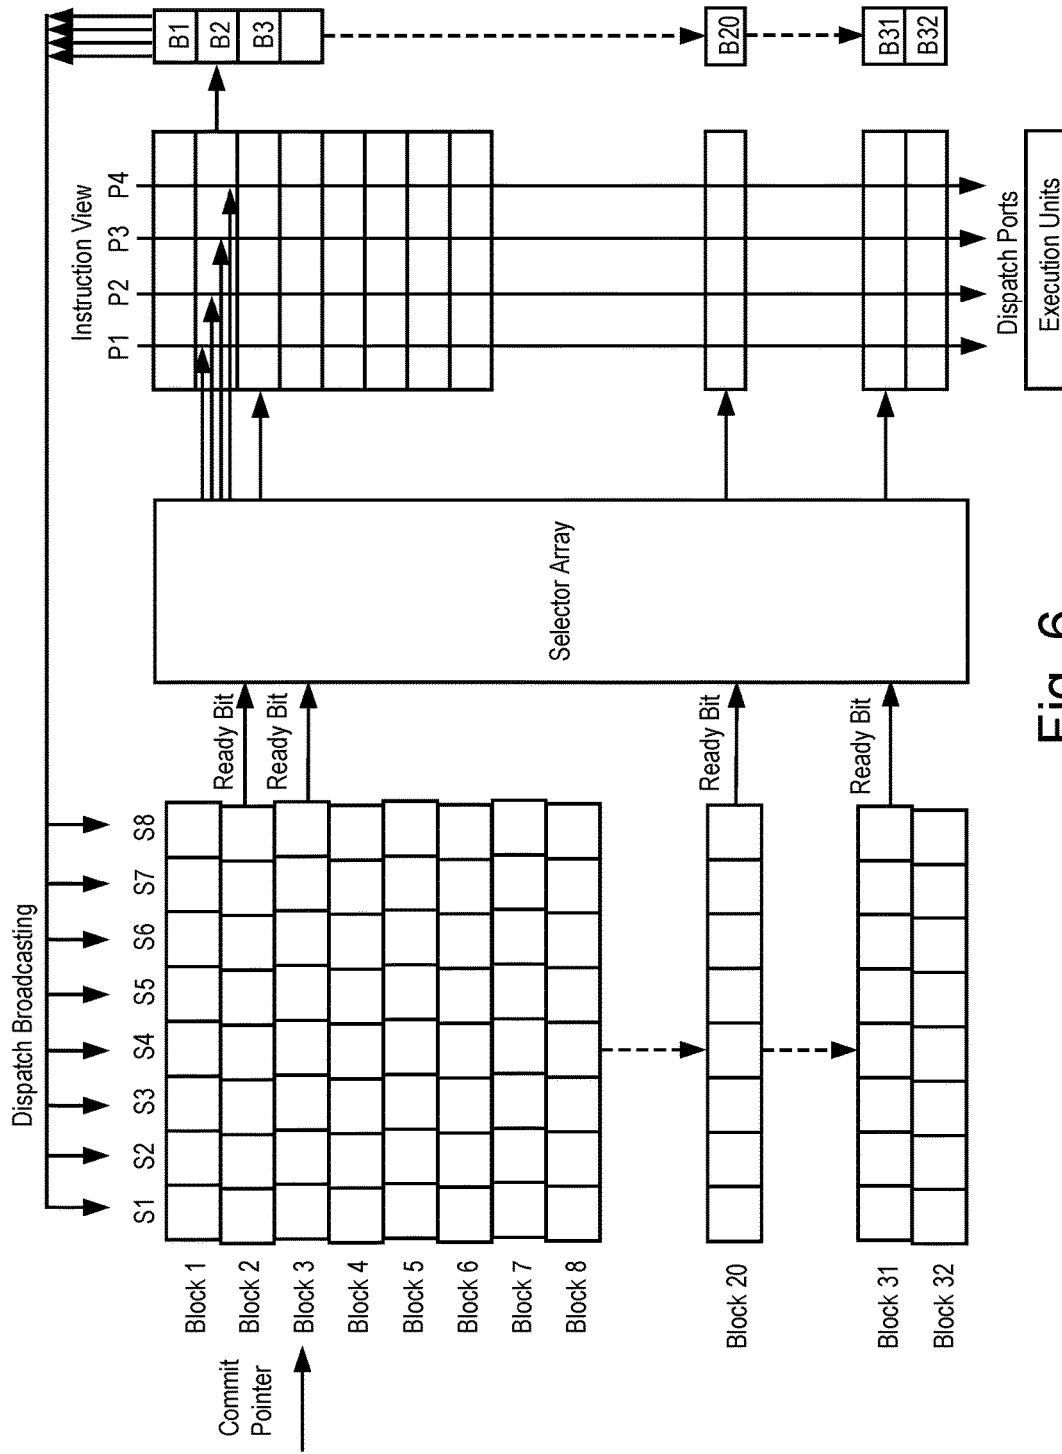 Dispatch Broadcasting
S1 S2 S3 S4 S5 S6 S7 S8
Block 1
Block 2
Block 3
Block 4
Block 5
Block 6
Block 7
Block 8
Block 20
Block 31
Block 32
Commit
Pointer
Ready Bit
Ready Bit
Ready Bit
Ready Bit
Selector Array
Instruction View
P1 P2 P3 P4
B1
B2
B3
B20
B31
B32
Dispatch Ports
Execution Units
Fig. 6